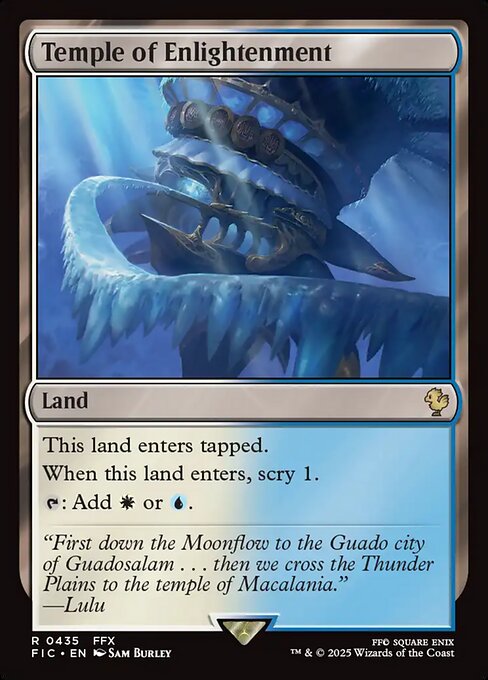 Temple of Enlightenment
Land
This land enters tapped.
When this land enters, scry 1.
: Add or .
“First down the Moonflow to the Guado city
of Guadosalam . . . then we cross the Thunder
Plains to the temple of Macalania.”
—Lulu
R 0435 FFX
FIC • EN SAM BURLEY
FF© SQUARE ENIX
™ & © 2025 Wizards of the Coast